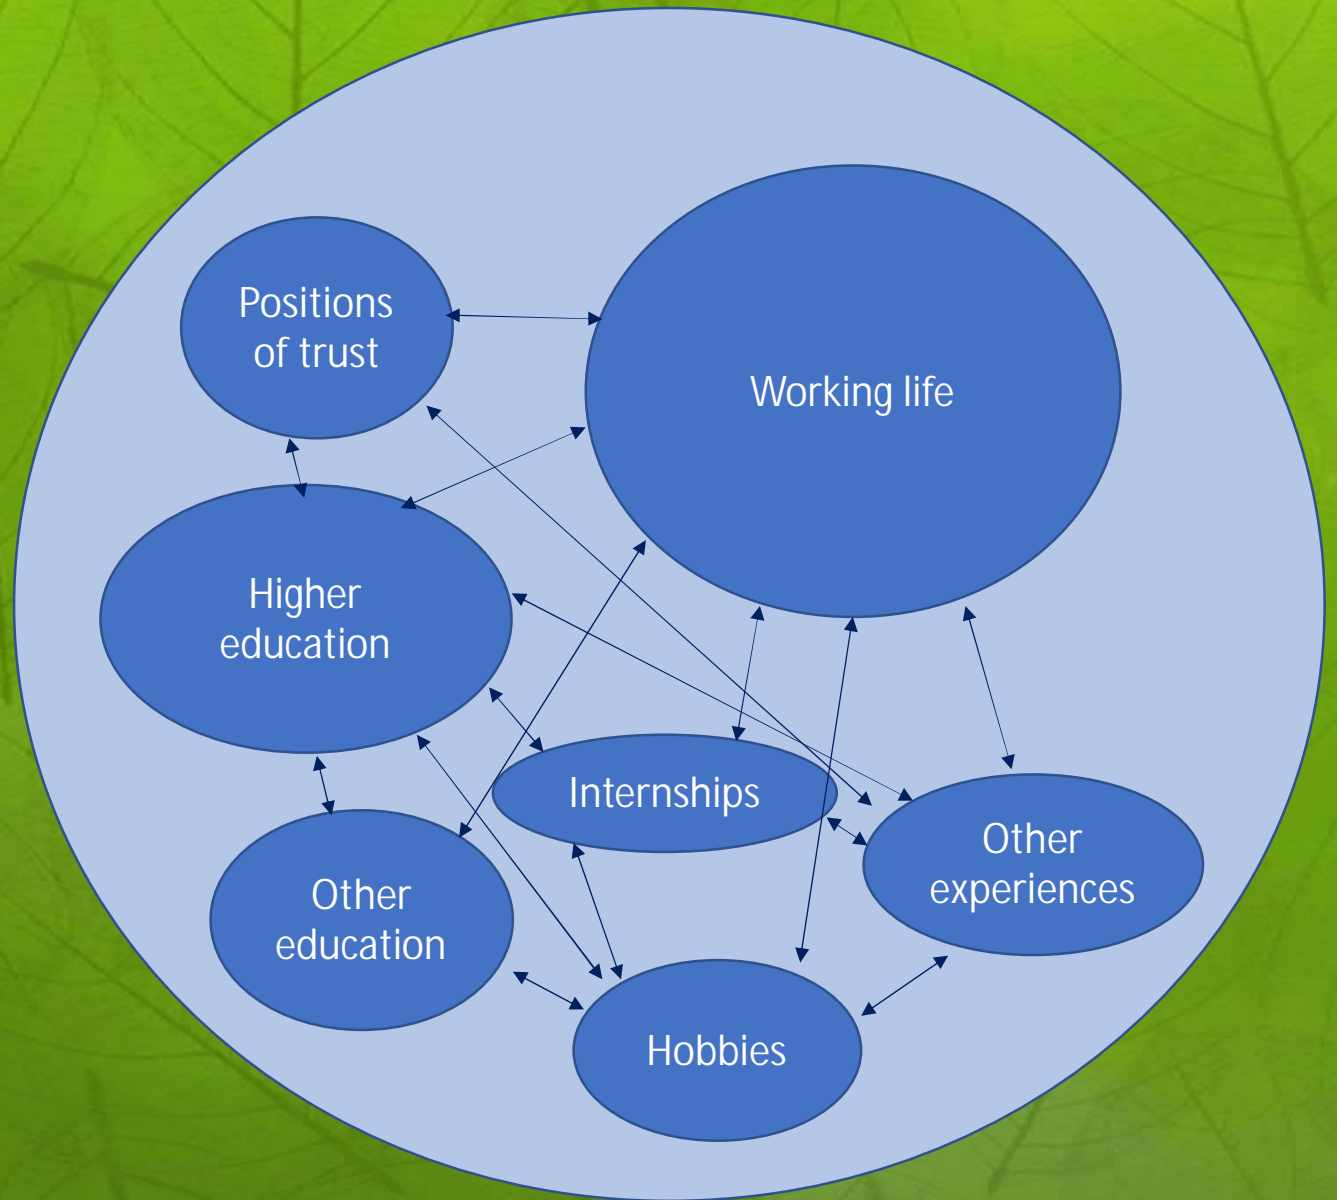 Positions
of trust
Working life
Higher
education
Internships
Other
experiences
Other
education
Hobbies